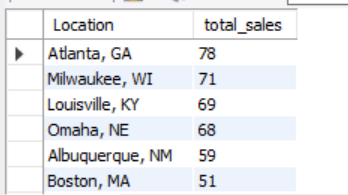 Location total_sales
Atlanta, GA 78
Milwaukee, WI 71
Louisville, KY 69
Omaha, NE 68
Albuquerque, NM 59
Boston, MA 51